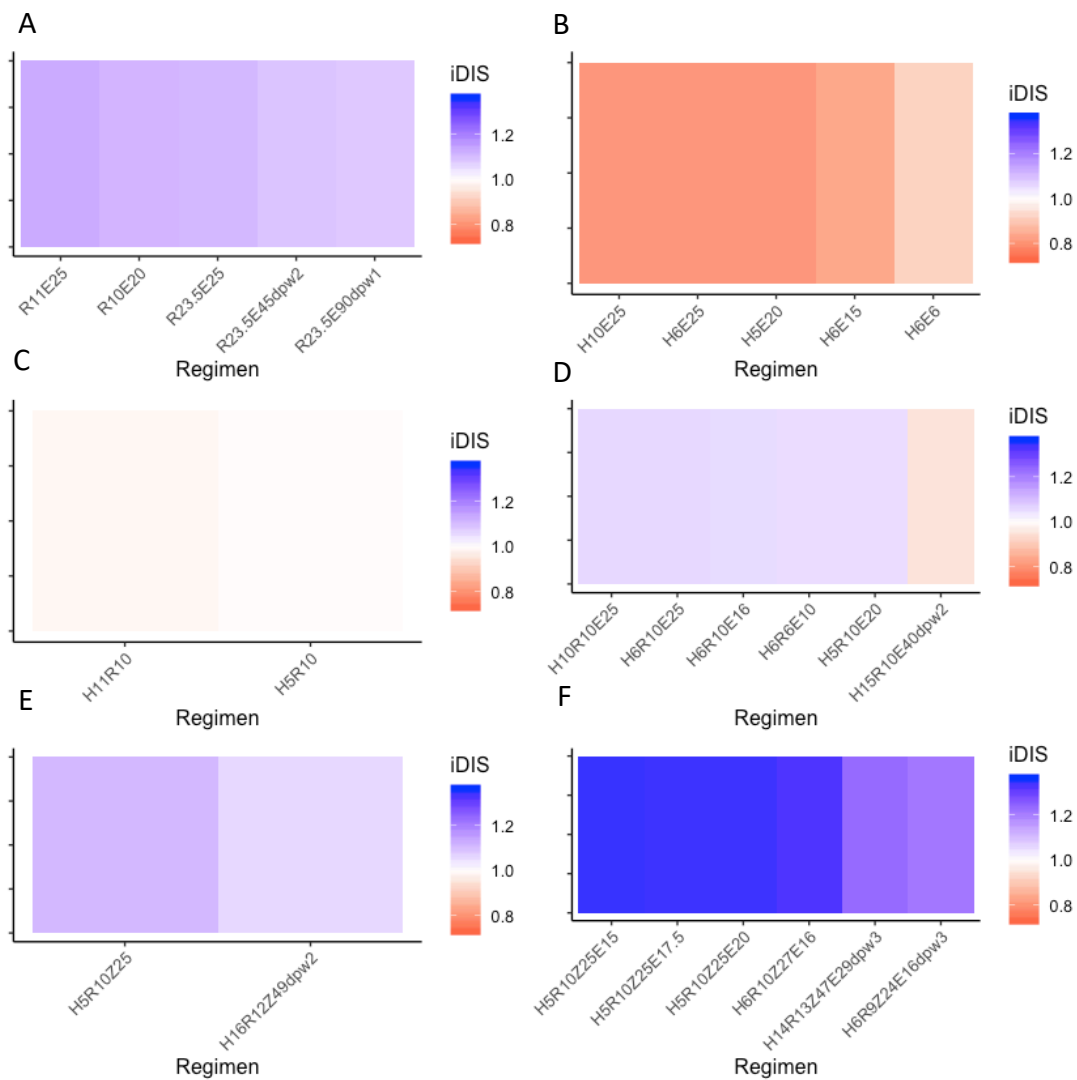 A
iDIS
1.2
1.0
0.8
R11E25
R10E20
R23.5E25
R23.5E45dpw2
R23.5E90dpw1
Regimen
B
iDIS
1.2
1.0
0.8
H10E25
H6E25
H5E20
H6E15
H6E6
Regimen
C
iDIS
1.2
1.0
0.8
H11R10
H5R10
Regimen
D
iDIS
1.2
1.0
0.8
H10R10E25
H6R10E25
H6R10E16
H6R6E10
H5R10E20
H15R10E40dpw2
Regimen
E
iDIS
1.2
1.0
0.8
H5R10Z25
H16R12Z49dpw2
Regimen
F
iDIS
1.2
1.0
0.8
H5R10Z25E15
H5R10Z25E17.5
H5R10Z25E20
H6R10Z27E16
H14R13Z47E29dpw3
H6R9Z24E16dpw3
Regimen